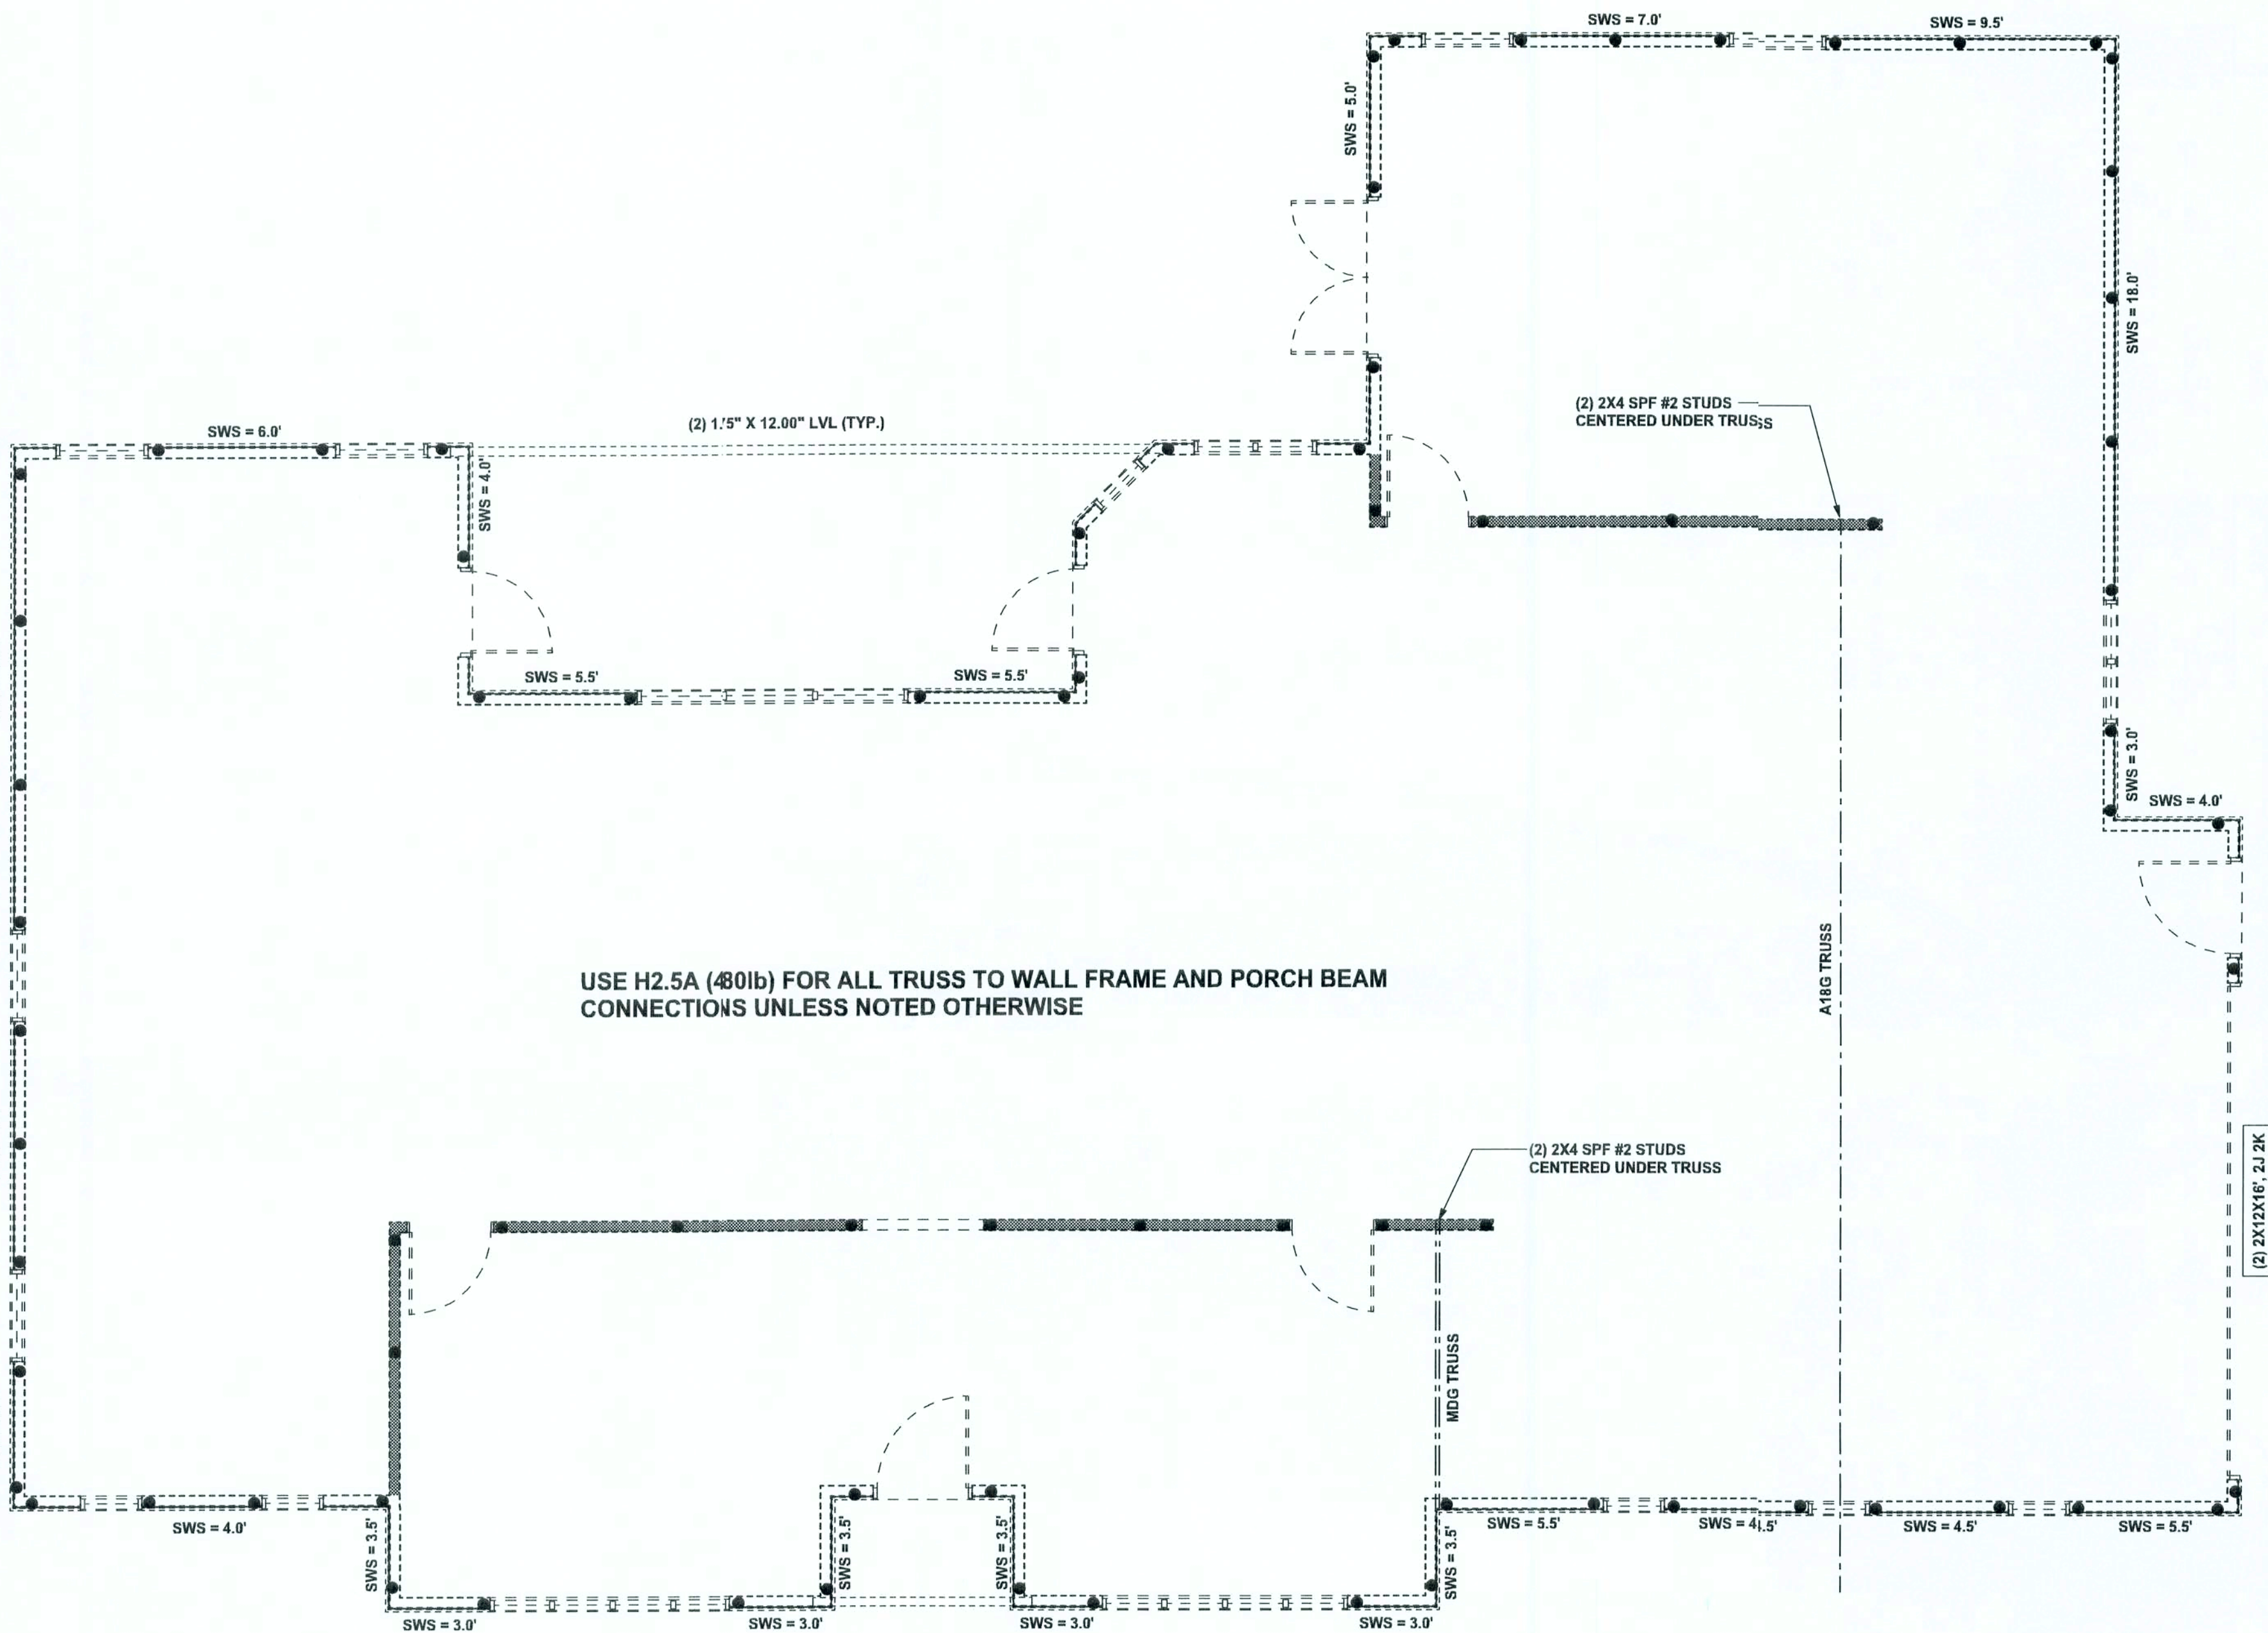 SWS = 7.0'
SWS = 9.5'
SWS = 5.0'
SWS = 18.0'
(2) 2X4 SPF #2 STUDS
CENTERED UNDER TRUSS
SWS = 6.0'
(2) 1.75" X 12.00" LVL (TYP.)
SWS = 4.0'
SWS = 5.5'
SWS = 5.5'
SWS = 3.0'
SWS = 4.0'
USE H2.5A (480lb) FOR ALL TRUSS TO WALL FRAME AND PORCH BEAM
CONNECTIONS UNLESS NOTED OTHERWISE
A18G TRUSS
(2) 2X4 SPF #2 STUDS
CENTERED UNDER TRUSS
(2) 2X12X16', 2J 2K
MDG TRUSS
SWS = 4.0'
SWS = 3.5'
SWS = 3.5'
SWS = 3.5'
SWS = 3.5'
SWS = 5.5'
SWS = 4.5'
SWS = 4.5'
SWS = 5.5'
SWS = 3.0'
SWS = 3.0'
SWS = 3.0'
SWS = 3.0'